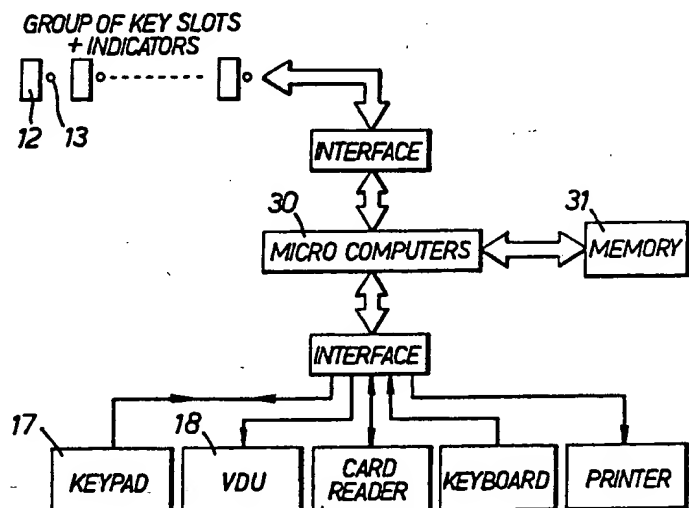 GROUP OF KEY SLOTS
+ INDICATORS
12
13
INTERFACE
30
31
MICRO COMPUTERS
MEMORY
INTERFACE
17
18
KEYPAD
VDU
CARD
READER
KEYBOARD
PRINTER